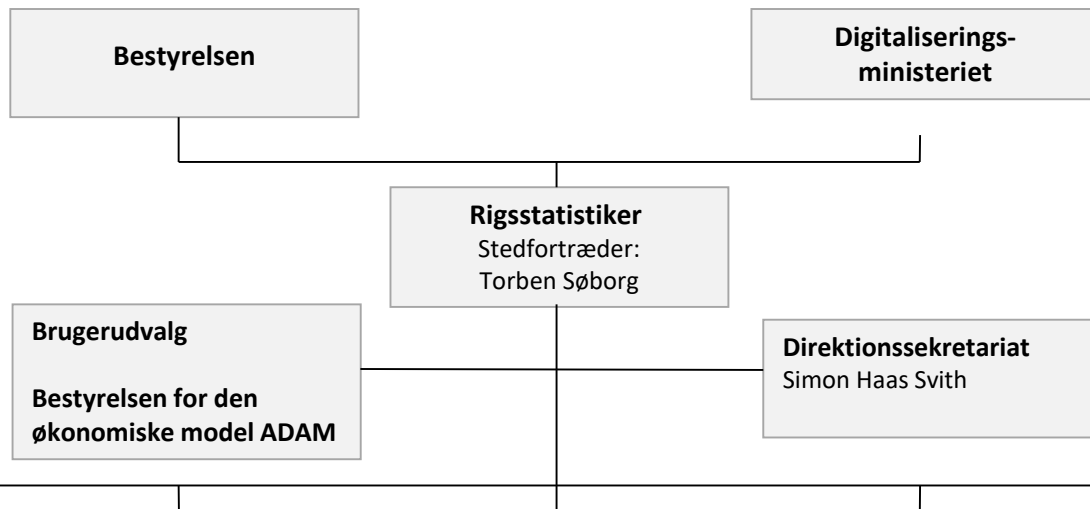 Bestyrelsen
Digitaliserings-
ministeriet
Rigsstatistiker
Stedfortræder:
Torben Søborg
Brugerudvalg
Bestyrelsen for den
økonomiske model ADAM
Direktionssekretariat
Simon Haas Svith